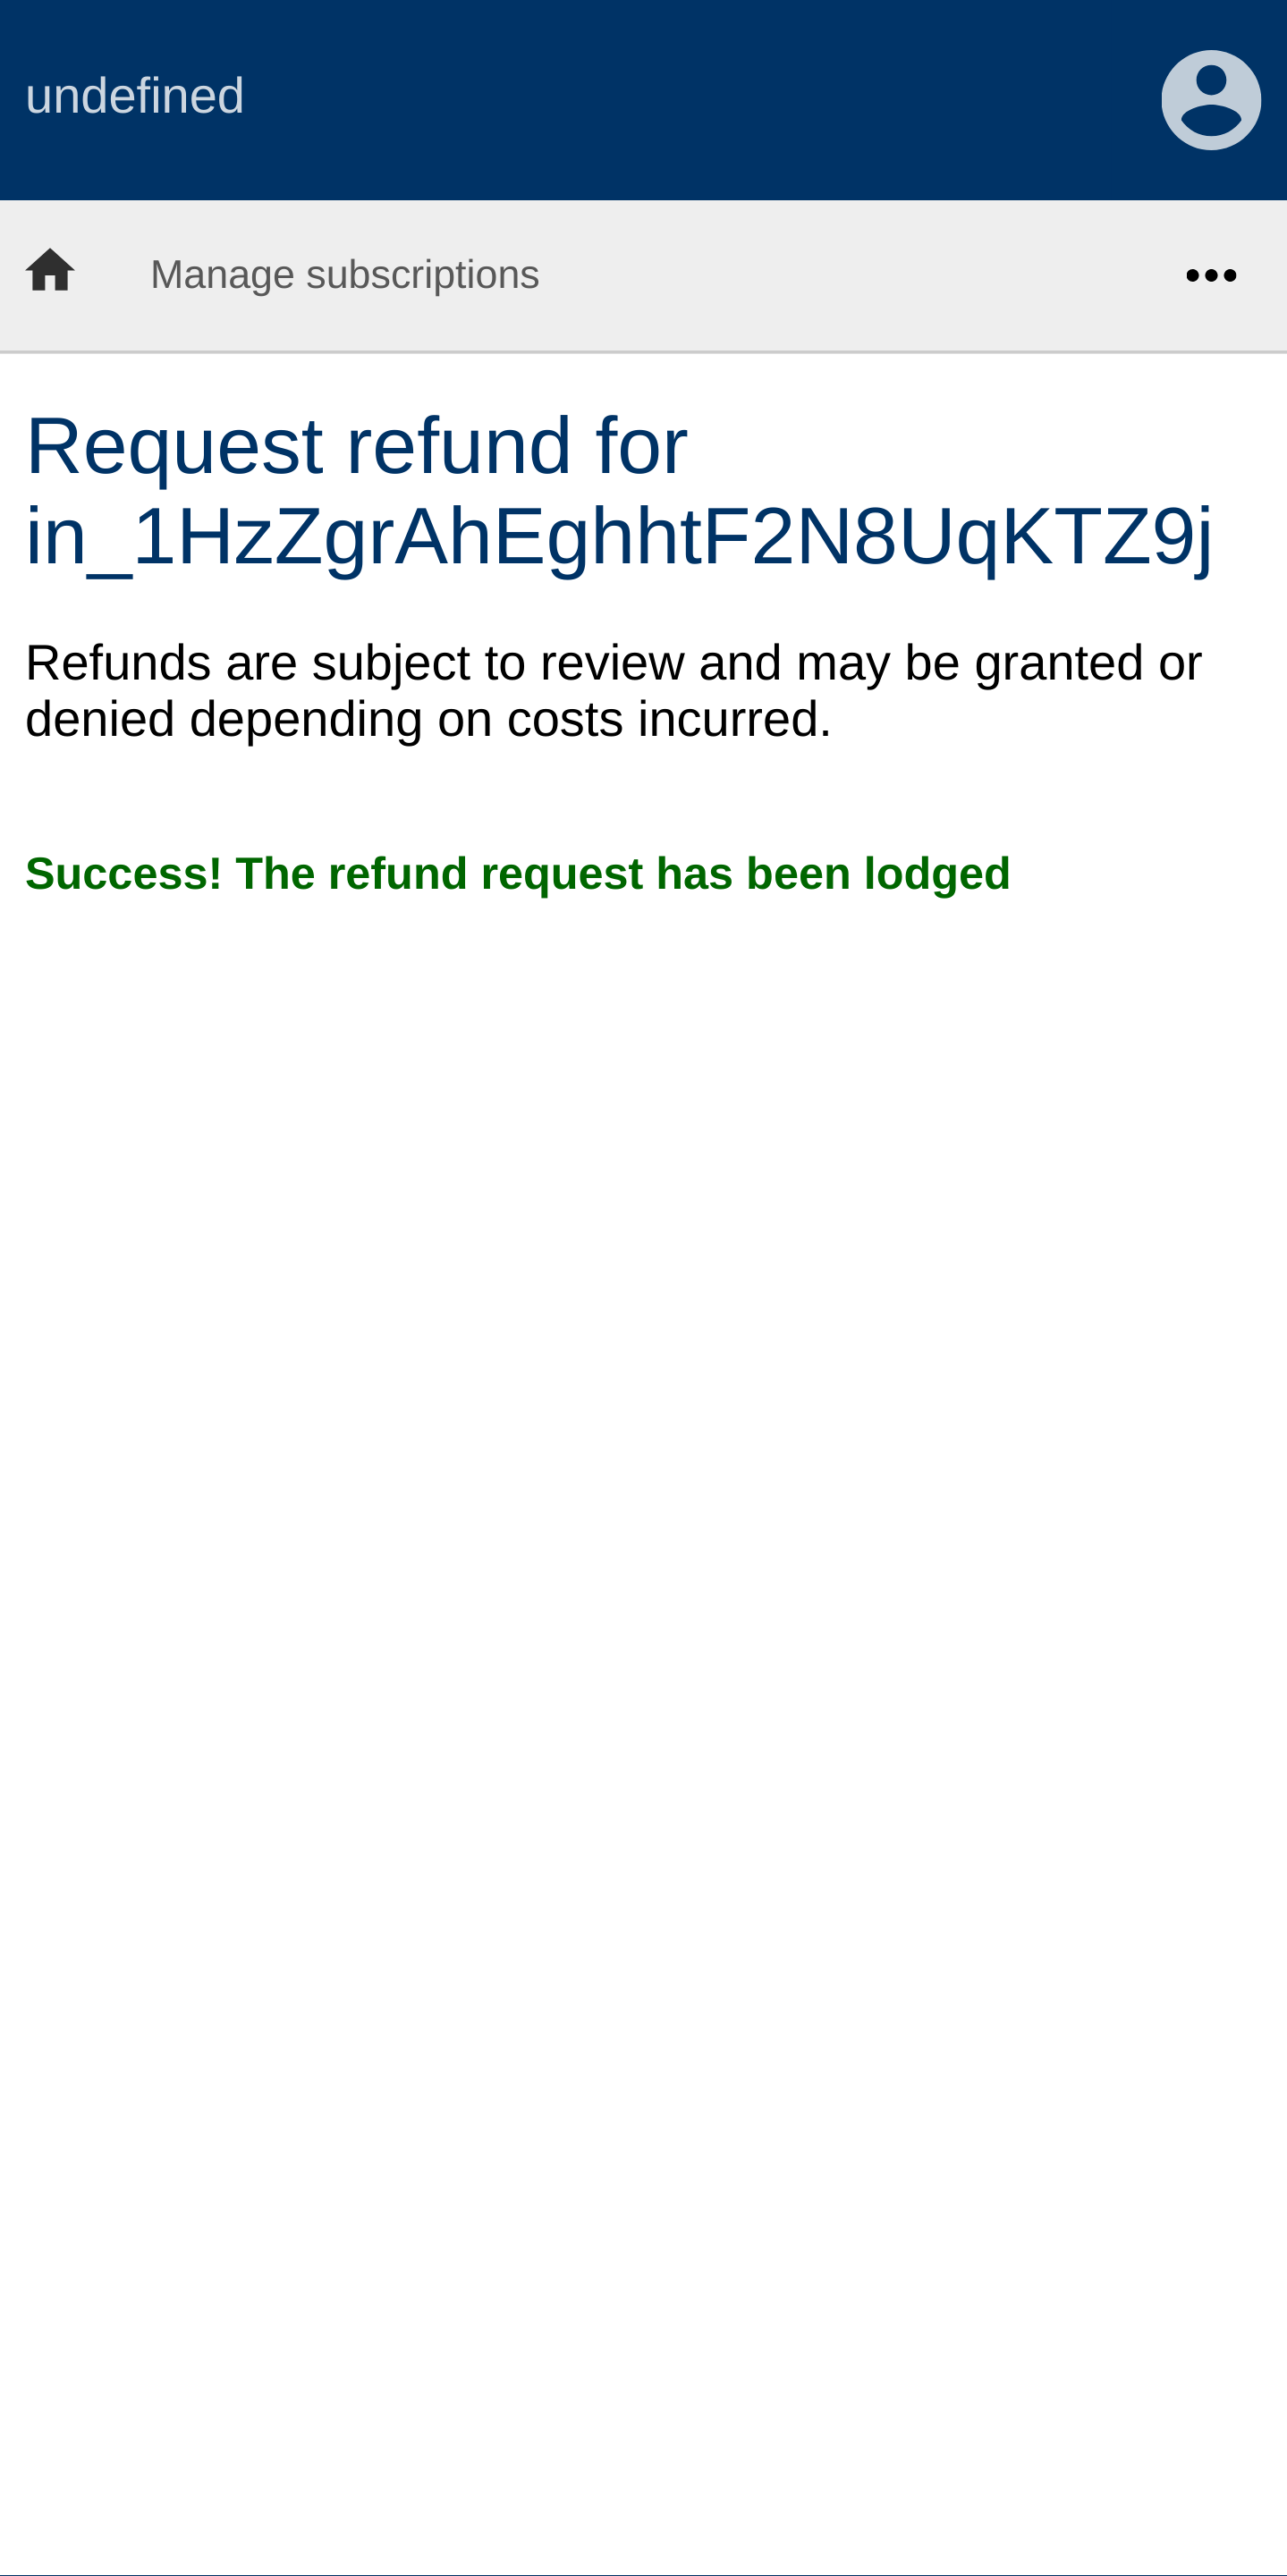 undefined
Manage subscriptions
Request refund for
in_1HzZgrAhEghhtF2N8UqKTZ9j
Refunds are subject to review and may be granted or
denied depending on costs incurred.
Success! The refund request has been lodged